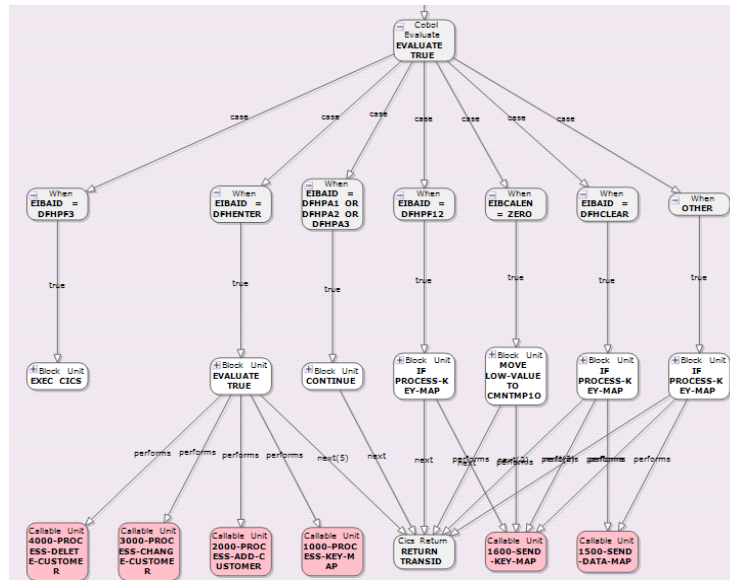 Cobol
Evaluate
EVALUATE
TRUE
case
case
case
case
case
case
case
When
EIBAID =
DFHPF3
When
EIBAID =
DFHENTER
When
EIBAID =
DFHPA1 OR
DFHPA2 OR
DFHPA3
When
EIBAID =
DFHPF12
When
EIBCALEN
= ZERO
When
EIBAID =
DFHCLEAR
When
OTHER
true
true
true
true
true
true
true
Block Unit
EXEC CICS
Block Unit
EVALUATE
TRUE
Block Unit
CONTINUE
Block Unit
IF
PROCESS-K
EY-MAP
Block Unit
MOVE
LOW-VALUE
TO
CMNTMP1O
Block Unit
IF
PROCESS-K
EY-MAP
Block Unit
IF
PROCESS-K
EY-MAP
performs
performs
performs
performs
next(5)
next
next
performs
next
performs
performs
performs
Callable Unit
4000-PROC
ESS-DELET
E-CUSTOME
R
Callable Unit
3000-PROC
ESS-CHANG
E-CUSTOME
R
Callable Unit
2000-PROC
ESS-ADD-C
USTOMER
Callable Unit
1000-PROC
ESS-KEY-M
AP
Cics Return
RETURN
TRANSID
Callable Unit
1600-SEND
-KEY-MAP
Callable Unit
1500-SEND
-DATA-MAP